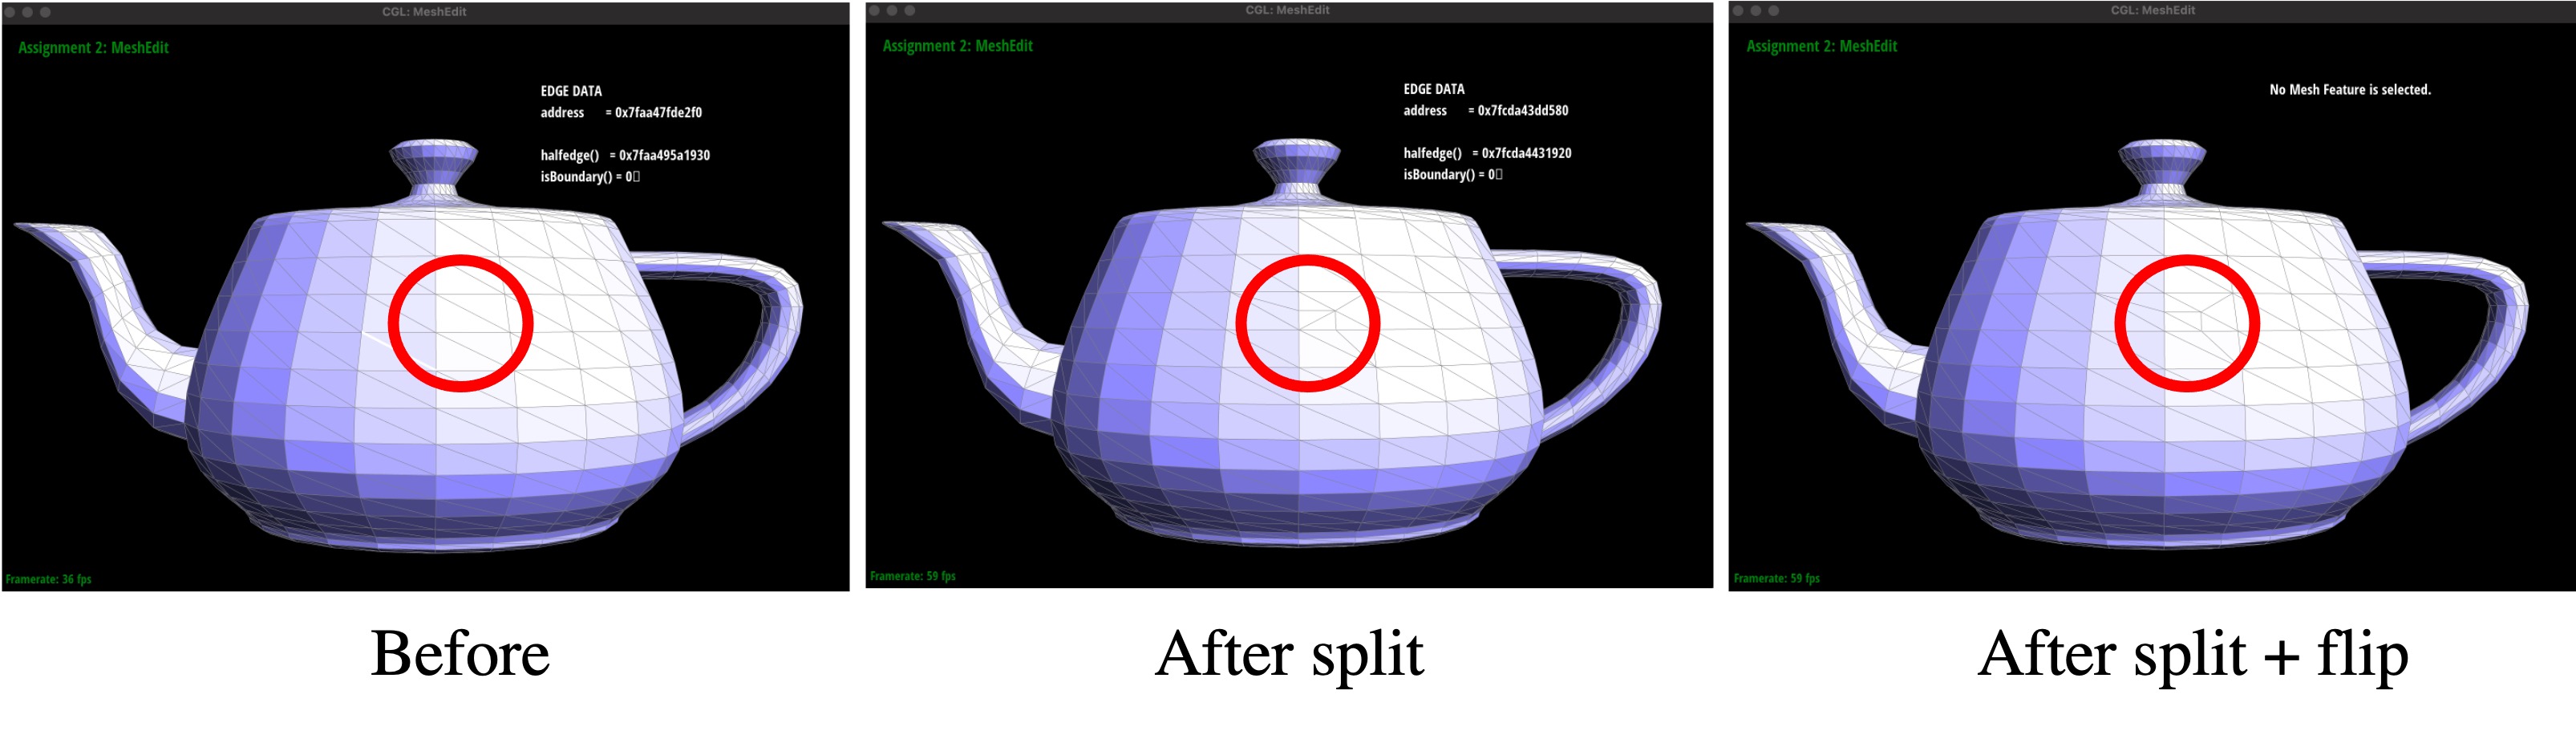 CGL: MeshEdit
Assignment 2: MeshEdit
EDGE DATA
address = 0x7faa47fde2f0
halfedge() = 0x7faa495a1930
isBoundary() = 0
Framerate: 36 fps
Before
CGL: MeshEdit
Assignment 2: MeshEdit
EDGE DATA
address = 0x7fcda43dd580
halfedge() = 0x7fcda4431920
isBoundary() = 0
Framerate: 59 fps
After split
CGL: MeshEdit
Assignment 2: MeshEdit
No Mesh Feature is selected.
Framerate: 59 fps
After split + flip